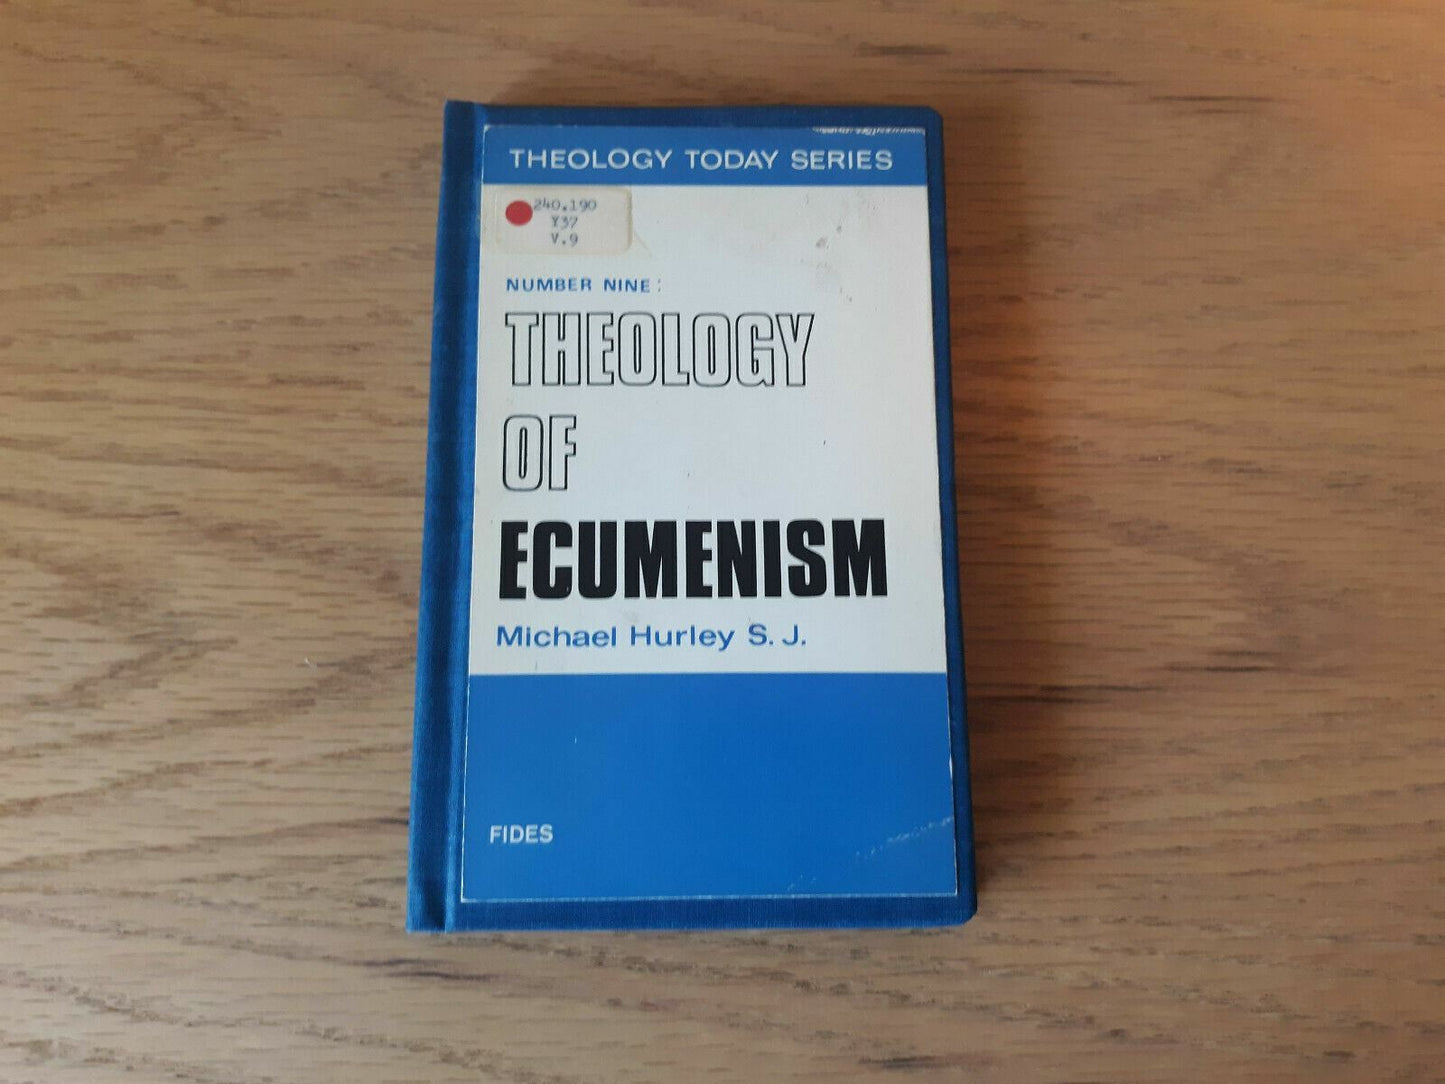 THEOLOGY TODAY SERIES
240.190
Y37
V.9
NUMBER NINE:
THEOLOGY
OF
ECUMENISM
Michael Hurley S. J.
FIDES